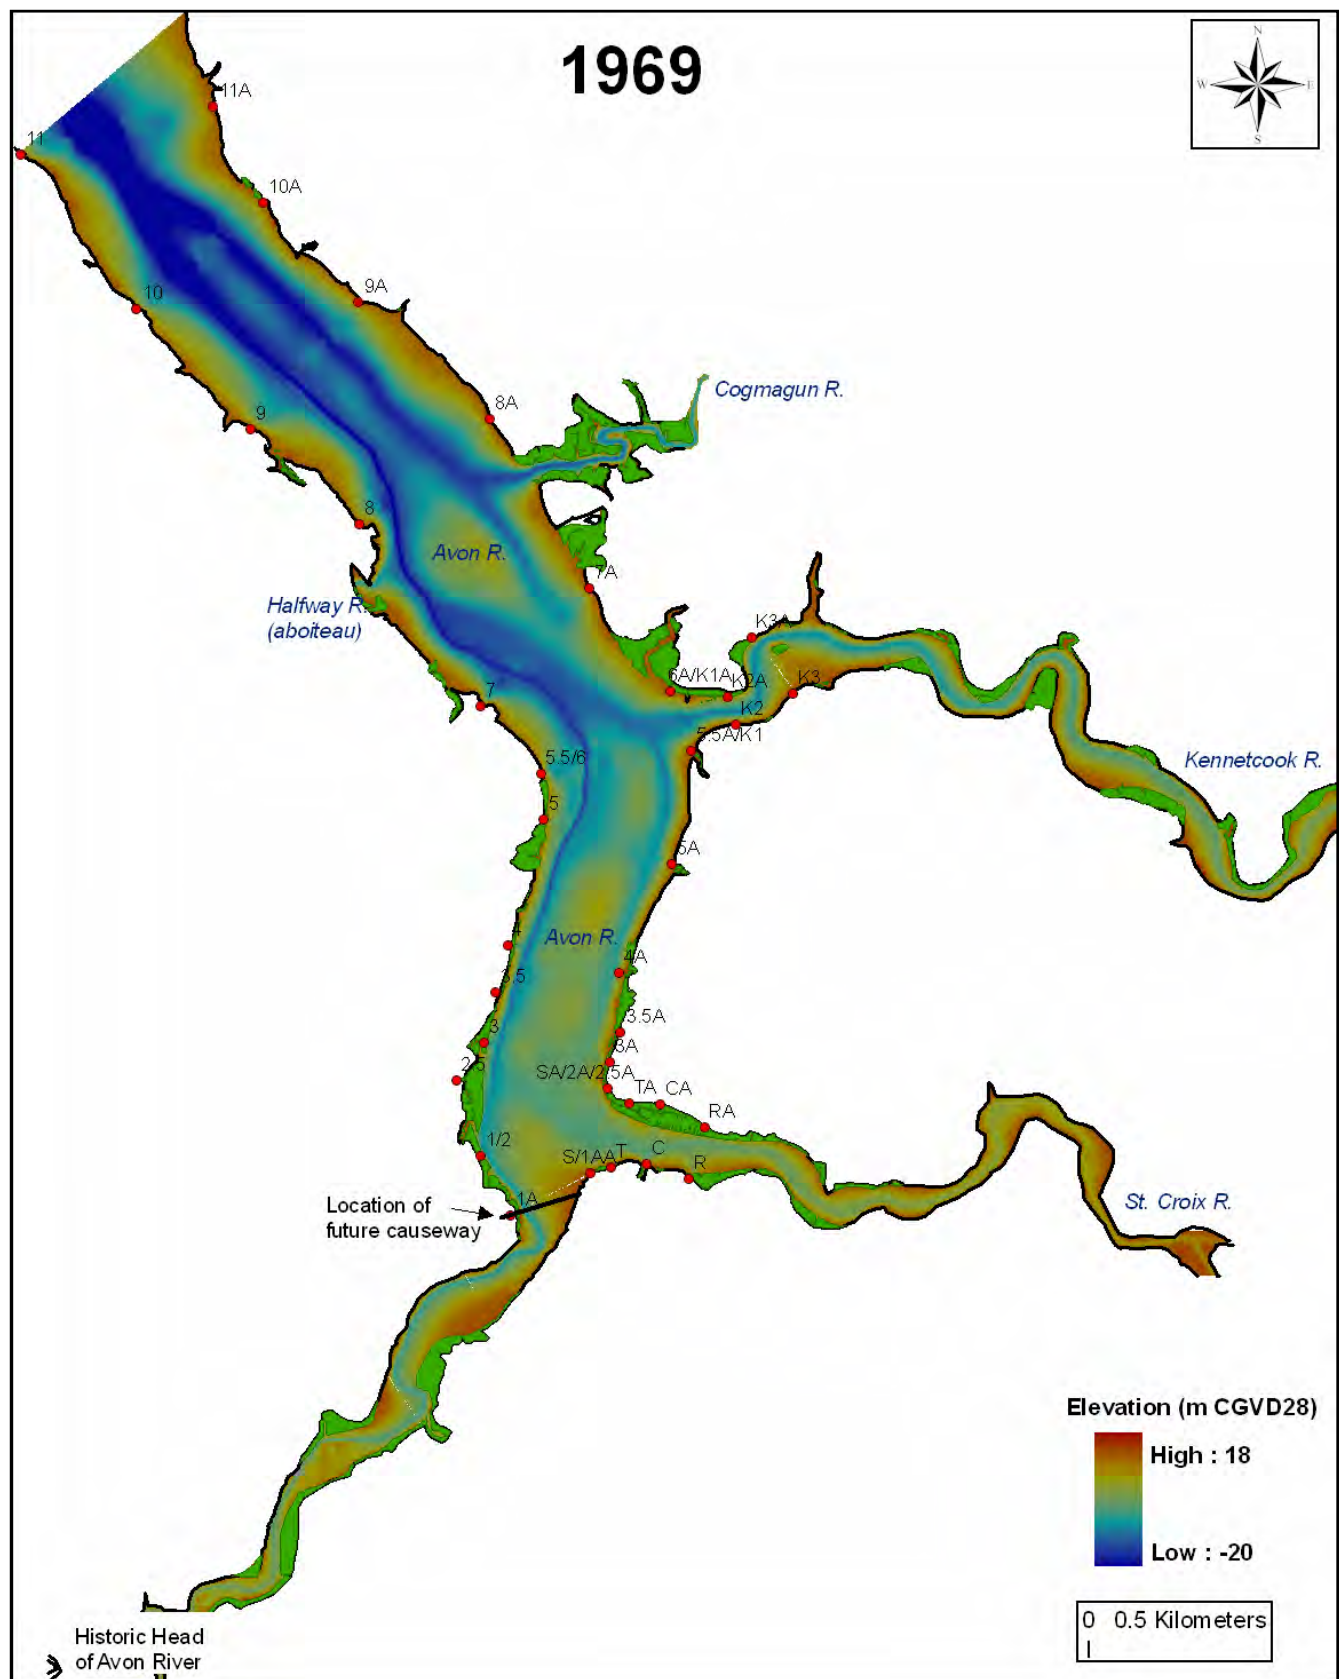 1969
N
W E
S
11A
11
10A
9A
10
Cogmagun R.
8A
9
8
Avon R.
7A
Halfway R.
(aboiteau)
K3A
6A/K1A
K2A
K3
7
K2
5.5A/K1
5.5/6
Kennetcook R.
5
5A
4
Avon R.
4A
3.5
3.5A
3
3A
2.5
SA/2A/2.5A
TA
CA
RA
1/2
S/1AA
T
C
R
1A
Location of
future causeway
St. Croix R.
Elevation (m CGVD28)
High : 18
Low : -20
0 0.5 Kilometers
Historic Head
of Avon River